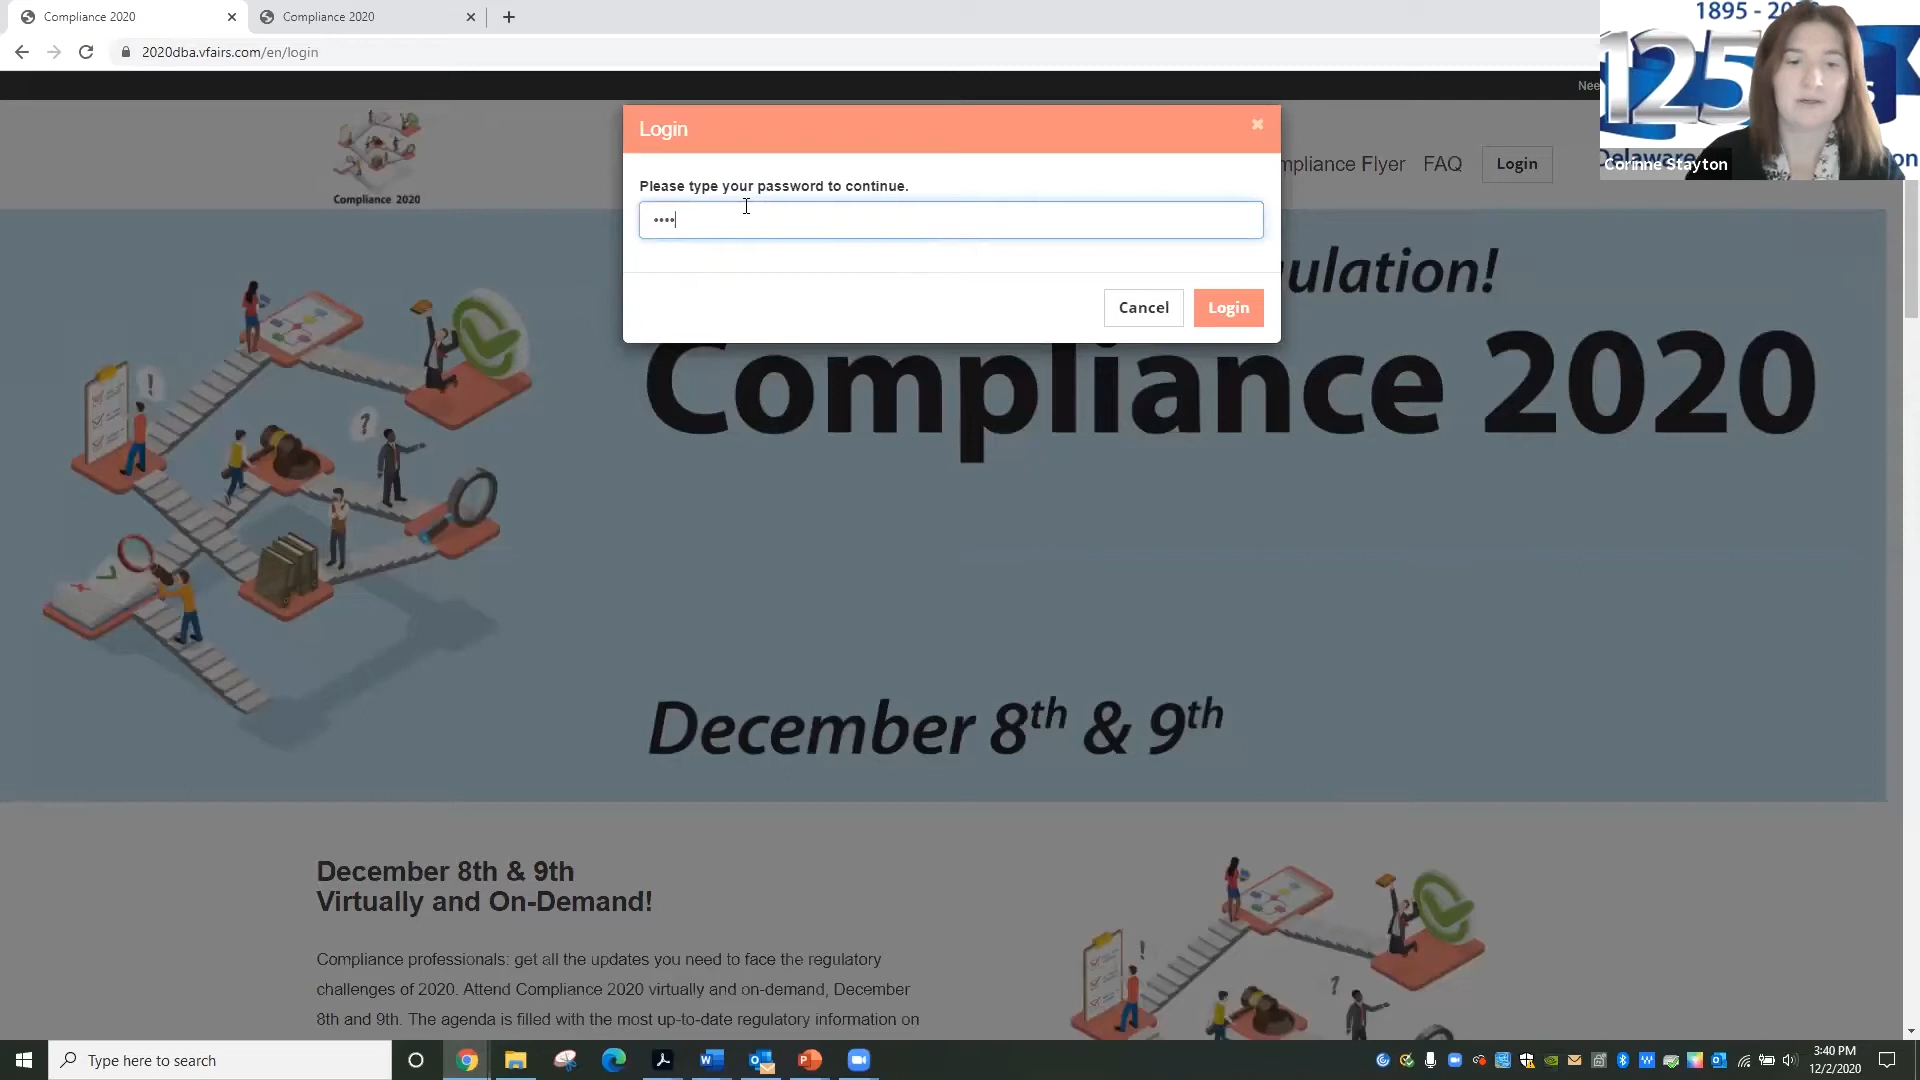 Compliance 2020
Compliance 2020
2020dba.vfairs.com/en/login
1895 - 20
125
Delaware
on
Corinne Stayton
Nee
Compliance 2020
mpliance Flyer
FAQ
Login
Login
Please type your password to continue.
••••
Cancel
Login
ulation!
Compliance 2020
December 8th & 9th
December 8th & 9th
Virtually and On-Demand!
Compliance professionals: get all the updates you need to face the regulatory
challenges of 2020. Attend Compliance 2020 virtually and on-demand, December
8th and 9th. The agenda is filled with the most up-to-date regulatory information on
Type here to search
3:40 PM
12/2/2020